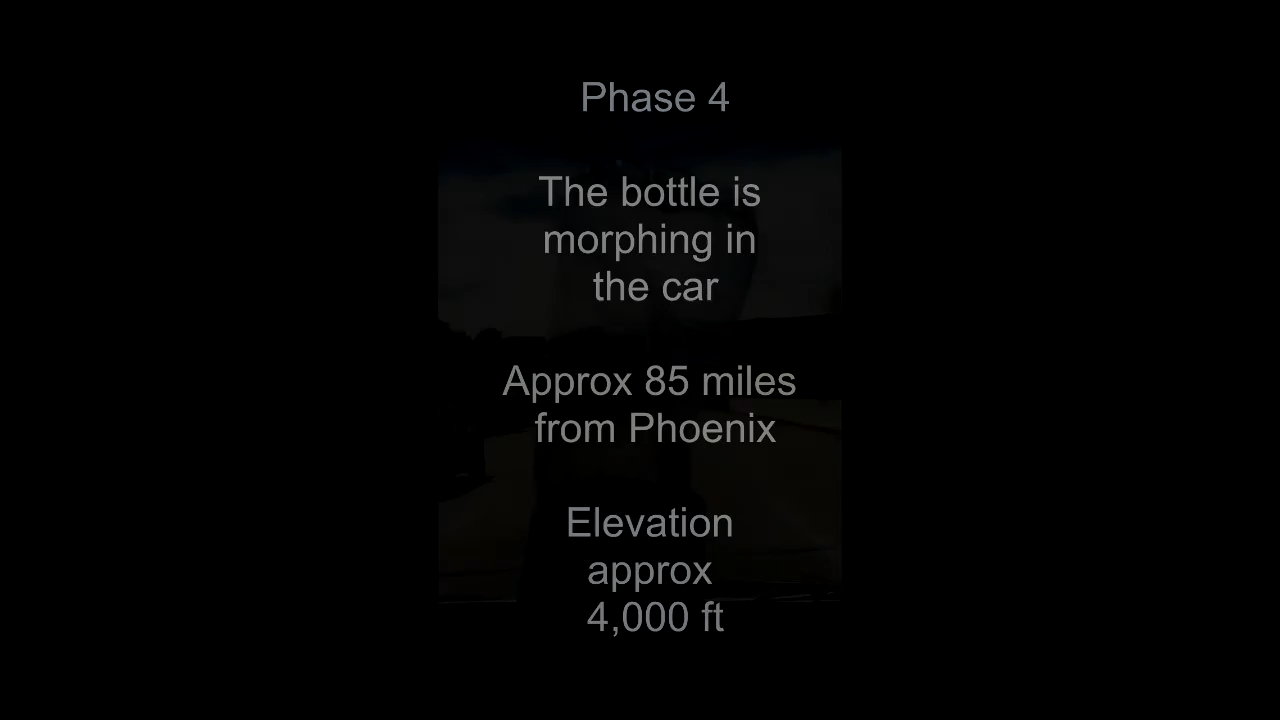 Phase 4
The bottle is
morphing in
the car
Approx 85 miles
from Phoenix
Elevation
approx
4,000 ft